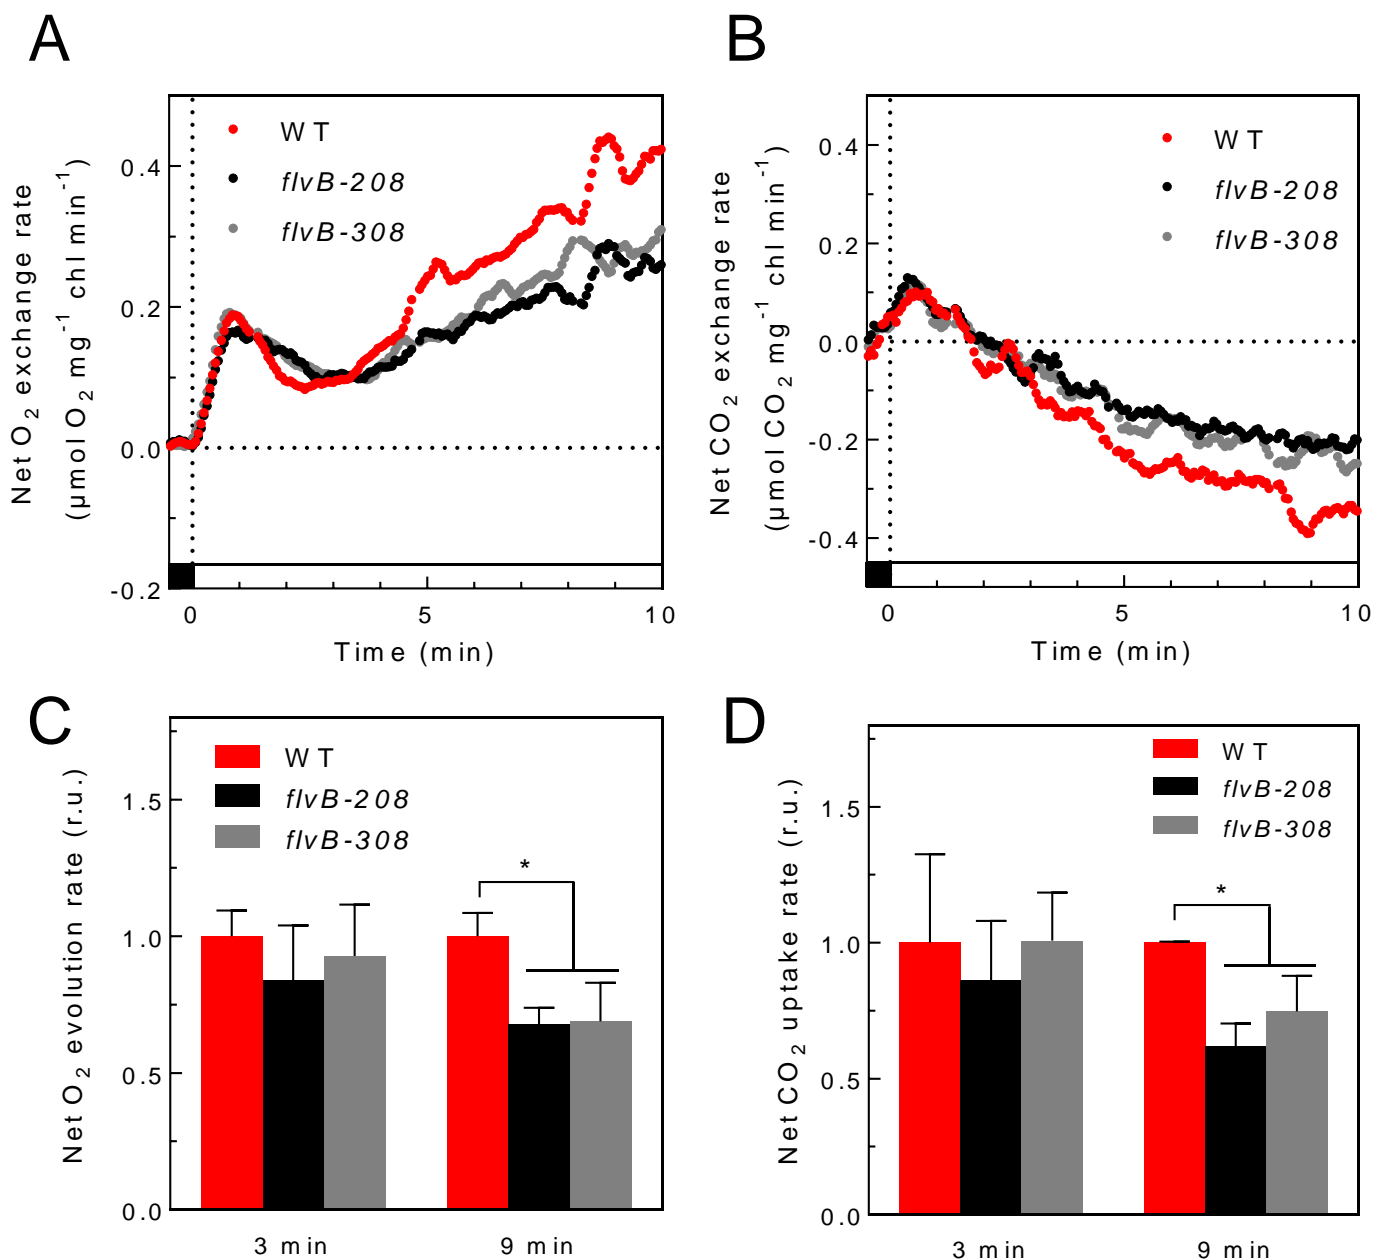 A
Net O₂ exchange rate
(µmol O₂ mg⁻¹ chl min⁻¹)
WT
flvB-208
flvB-308
0.4
0.2
0.0
-0.2
0
5
10
Time (min)
B
Net CO₂ exchange rate
(µmol CO₂ mg⁻¹ chl min⁻¹)
WT
flvB-208
flvB-308
0.4
0.2
0.0
-0.2
-0.4
0
5
10
Time (min)
C
Net O₂ evolution rate (r.u.)
WT
flvB-208
flvB-308
*
1.5
1.0
0.5
0.0
3 min
9 min
D
Net CO₂ uptake rate (r.u.)
WT
flvB-208
flvB-308
*
1.5
1.0
0.5
0.0
3 min
9 min